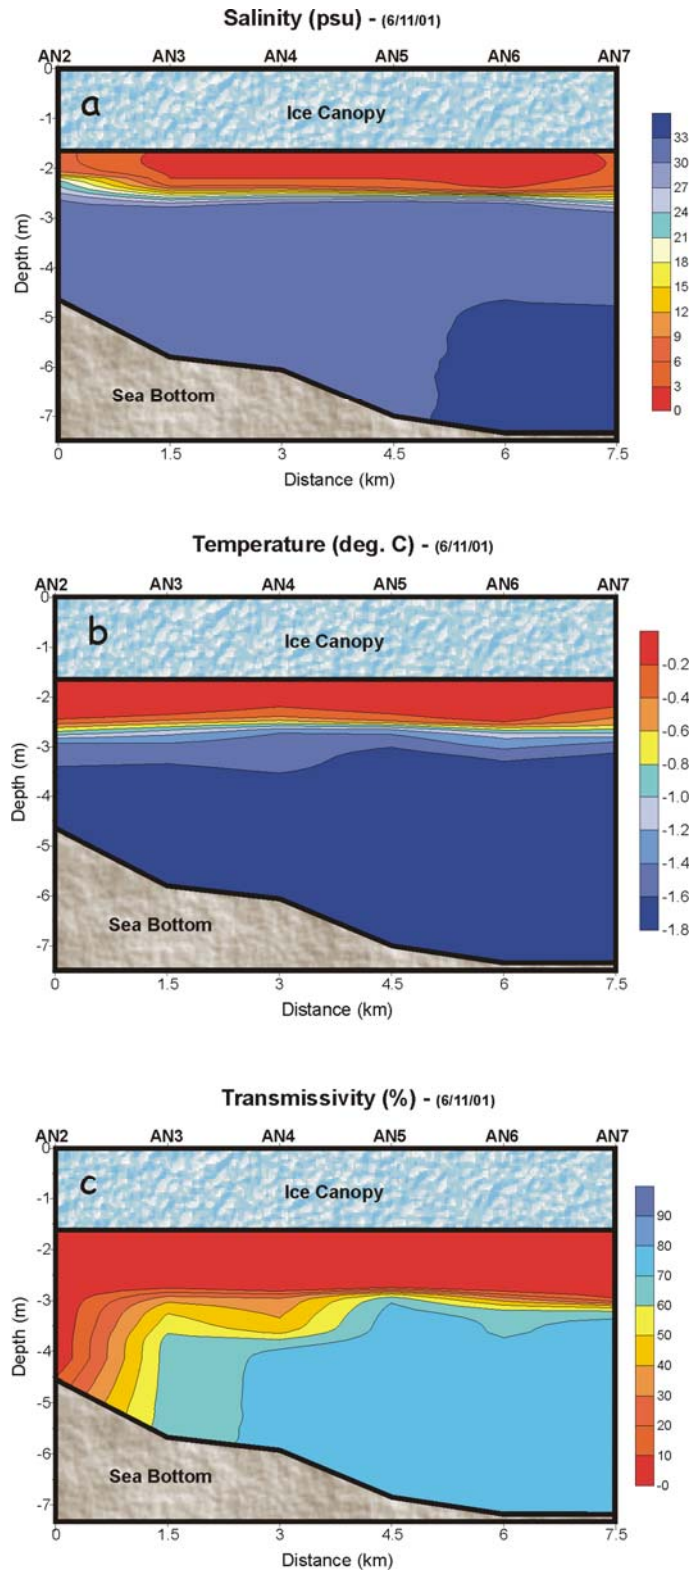 Salinity (psu) - (6/11/01)
AN2 AN3 AN4 AN5 AN6 AN7
a
Ice Canopy
Sea Bottom
Depth (m)
0
-1
-2
-3
-4
-5
-6
-7
0 1.5 3 4.5 6 7.5
Distance (km)
33
30
27
24
21
18
15
12
9
6
3
0
Temperature (deg. C) - (6/11/01)
AN2 AN3 AN4 AN5 AN6 AN7
b
Ice Canopy
Sea Bottom
Depth (m)
0
-1
-2
-3
-4
-5
-6
-7
0 1.5 3 4.5 6 7.5
Distance (km)
-0.2
-0.4
-0.6
-0.8
-1.0
-1.2
-1.4
-1.6
-1.8
Transmissivity (%) - (6/11/01)
AN2 AN3 AN4 AN5 AN6 AN7
c
Ice Canopy
Sea Bottom
Depth (m)
0
-1
-2
-3
-4
-5
-6
-7
0 1.5 3 4.5 6 7.5
Distance (km)
90
80
70
60
50
40
30
20
10
-0